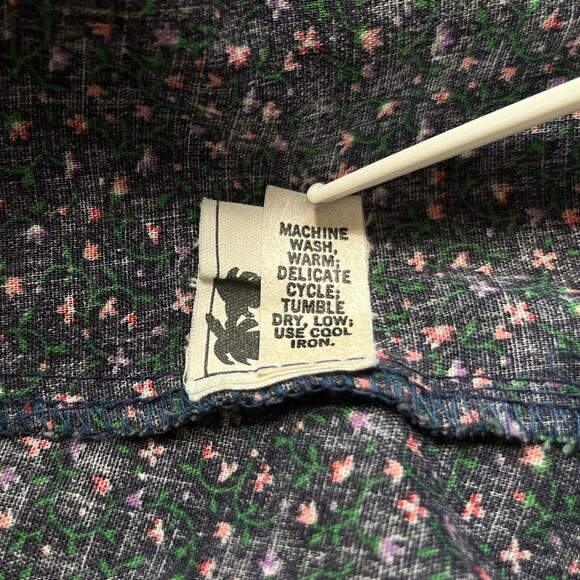 MACHINE
WASH,
WARM;
DELICATE
CYCLE;
TUMBLE
DRY, LOW;
USE COOL
IRON.